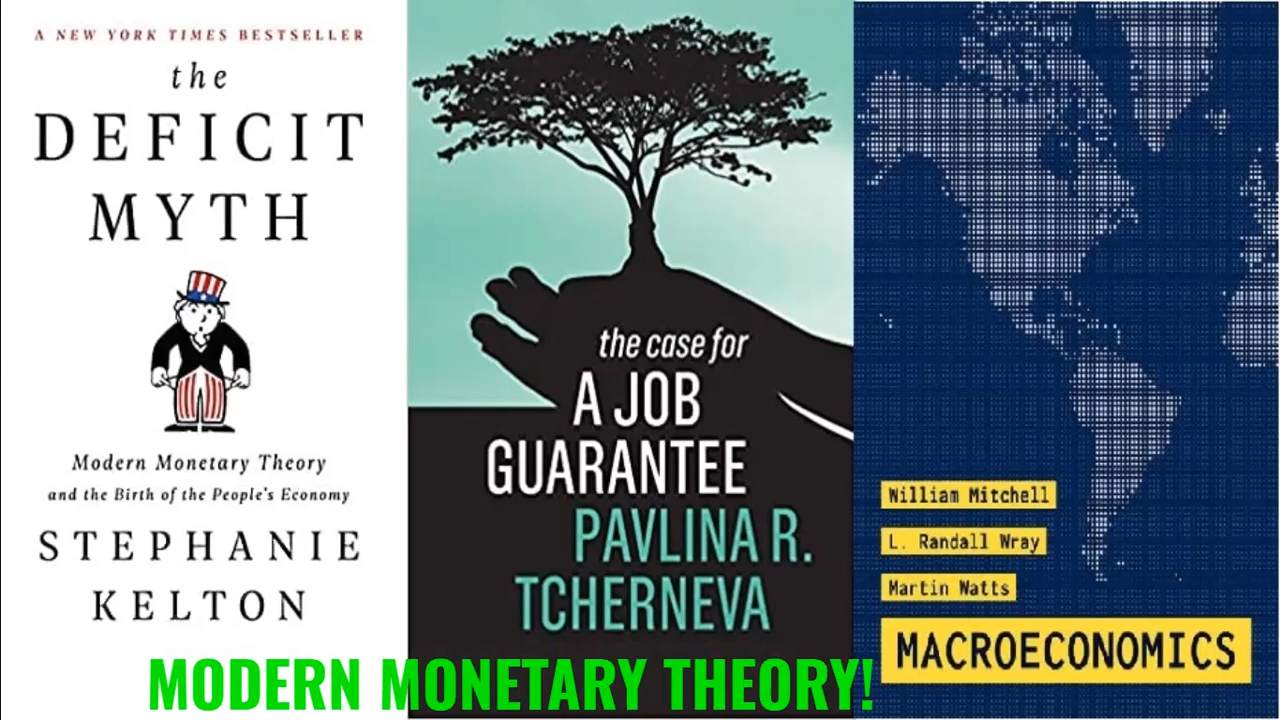 A NEW YORK TIMES BESTSELLER
the
DEFICIT
MYTH
Modern Monetary Theory
and the Birth of the People's Economy
STEPHANIE
KELTON
the case for
A JOB
GUARANTEE
PAVLINA R.
TCHERNEVA
William Mitchell
L. Randall Wray
Martin Watts
MACROECONOMICS
MODERN MONETARY THEORY!